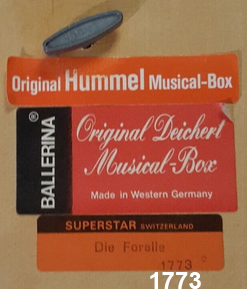 Original Hummel Musical-Box
BALLERINA ®
Original Deichert
Musical-Box
Made in Western Germany
SUPERSTAR SWITZERLAND
Die Forelle
1773
1773